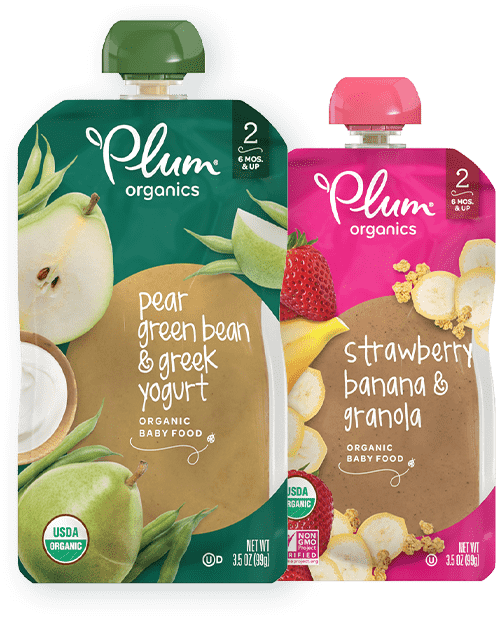 Plum®
organics
2
6 MOS.
& UP
pear
green bean
& greek
yogurt
ORGANIC
BABY FOOD
USDA
ORGANIC
U D
NET WT
3.5 OZ (99g)
Plum®
organics
2
6 MOS.
& UP
strawberry
banana &
granola
ORGANIC
BABY FOOD
USDA
ORGANIC
NON
GMO
Project
VERIFIED
U
NET WT
3.5 OZ (99g)